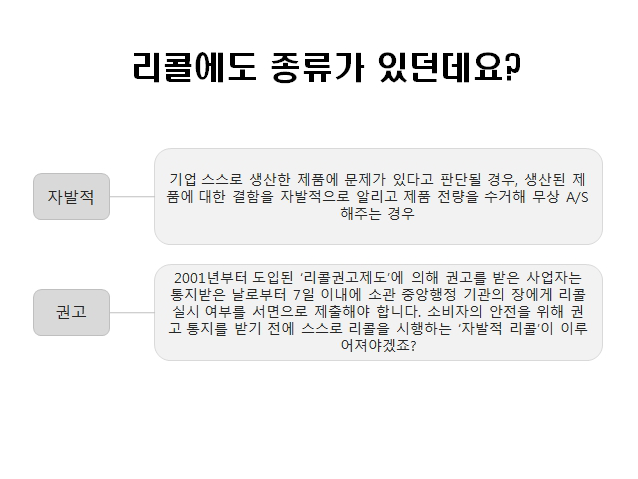 리콜에도 종류가 있던데요?
자발적
기업 스스로 생산한 제품에 문제가 있다고 판단될 경우, 생산된 제
품에 대한 결함을 자발적으로 알리고 제품 전량을 수거해 무상 A/S
해주는 경우
권고
2001년부터 도입된 ‘리콜권고제도’에 의해 권고를 받은 사업자는
통지받은 날로부터 7일 이내에 소관 중앙행정 기관의 장에게 리콜
실시 여부를 서면으로 제출해야 합니다. 소비자의 안전을 위해 권
고 통지를 받기 전에 스스로 리콜을 시행하는 ‘자발적 리콜’이 이루
어져야겠죠?